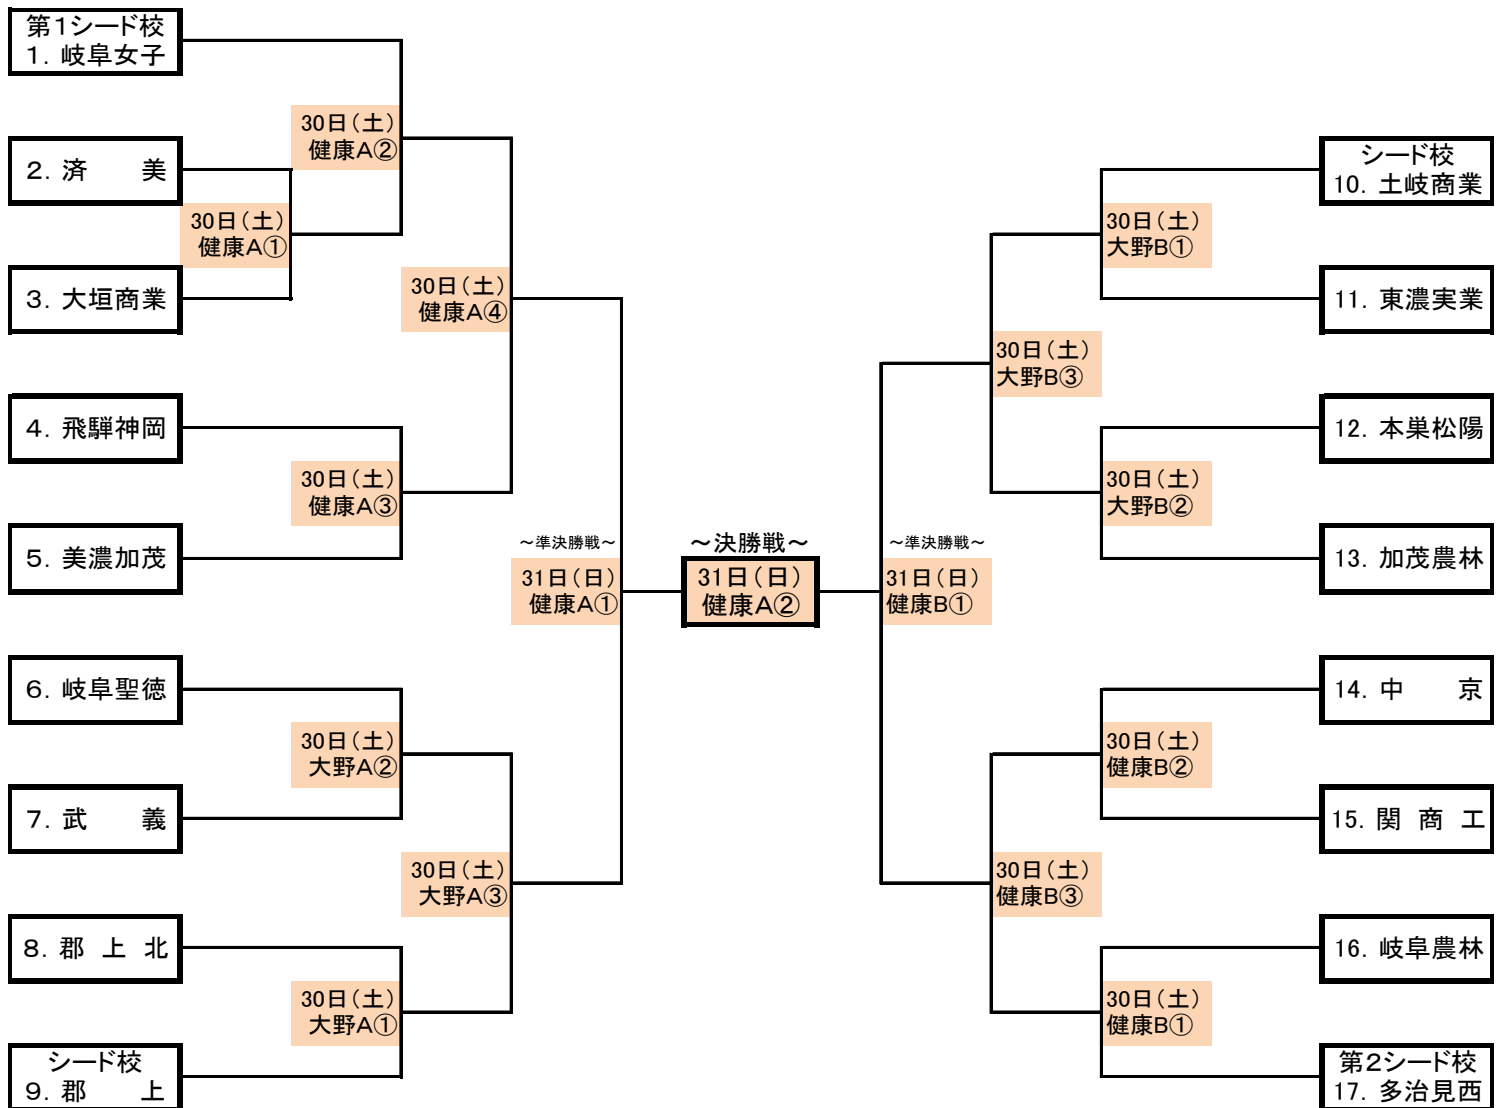 第1シード校
1. 岐阜女子
30日(土)
健康A②
2. 済　　美
30日(土)
健康A①
3. 大垣商業
30日(土)
健康A④
4. 飛騨神岡
30日(土)
健康A③
5. 美濃加茂
～準決勝戦～
31日(日)
健康A①
6. 岐阜聖徳
30日(土)
大野A②
7. 武　　義
30日(土)
大野A③
8. 郡 上 北
30日(土)
大野A①
シード校
9. 郡　　上
～決勝戦～
31日(日)
健康A②
シード校
10. 土岐商業
30日(土)
大野B①
11. 東濃実業
30日(土)
大野B③
12. 本巣松陽
30日(土)
大野B②
13. 加茂農林
～準決勝戦～
31日(日)
健康B①
14. 中　　京
30日(土)
健康B②
15. 関 商 工
30日(土)
健康B③
16. 岐阜農林
30日(土)
健康B①
第2シード校
17. 多治見西